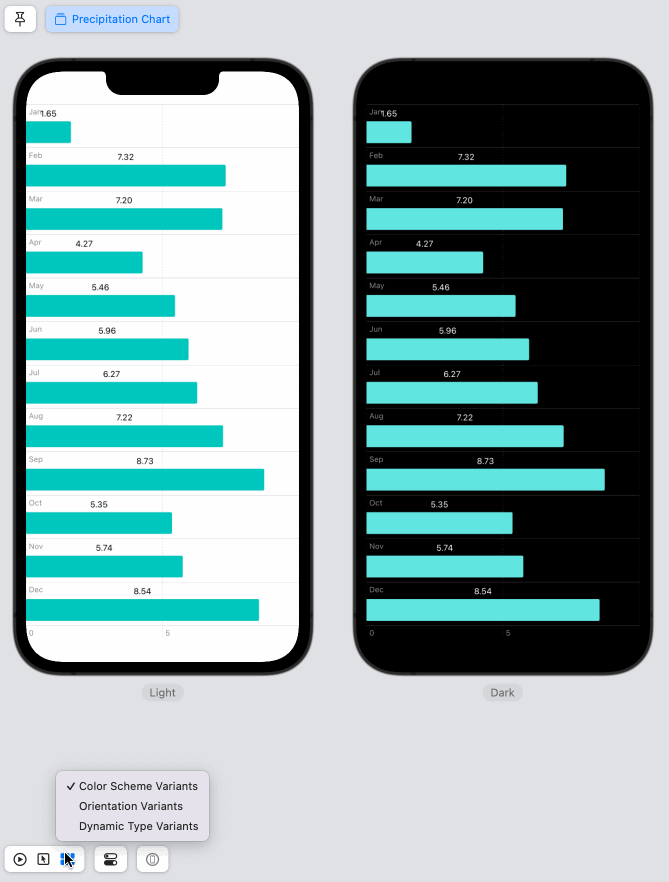 Precipitation Chart
Jan
1.65
Feb
7.32
Mar
7.20
Apr
4.27
May
5.46
Jun
5.96
Jul
6.27
Aug
7.22
Sep
8.73
Oct
5.35
Nov
5.74
Dec
8.54
0
5
Light
Jan
1.65
Feb
7.32
Mar
7.20
Apr
4.27
May
5.46
Jun
5.96
Jul
6.27
Aug
7.22
Sep
8.73
Oct
5.35
Nov
5.74
Dec
8.54
0
5
Dark
✓ Color Scheme Variants
Orientation Variants
Dynamic Type Variants